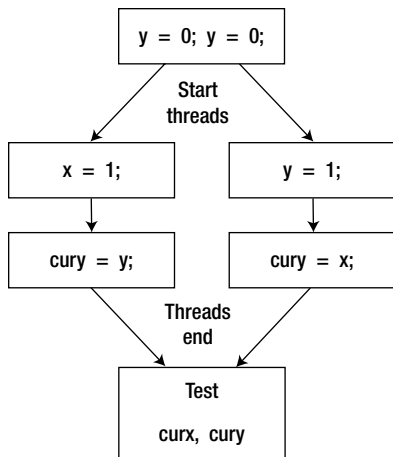 y = 0; y = 0;
Start
threads
x = 1;
y = 1;
cury = y;
cury = x;
Threads
end
Test
curx, cury